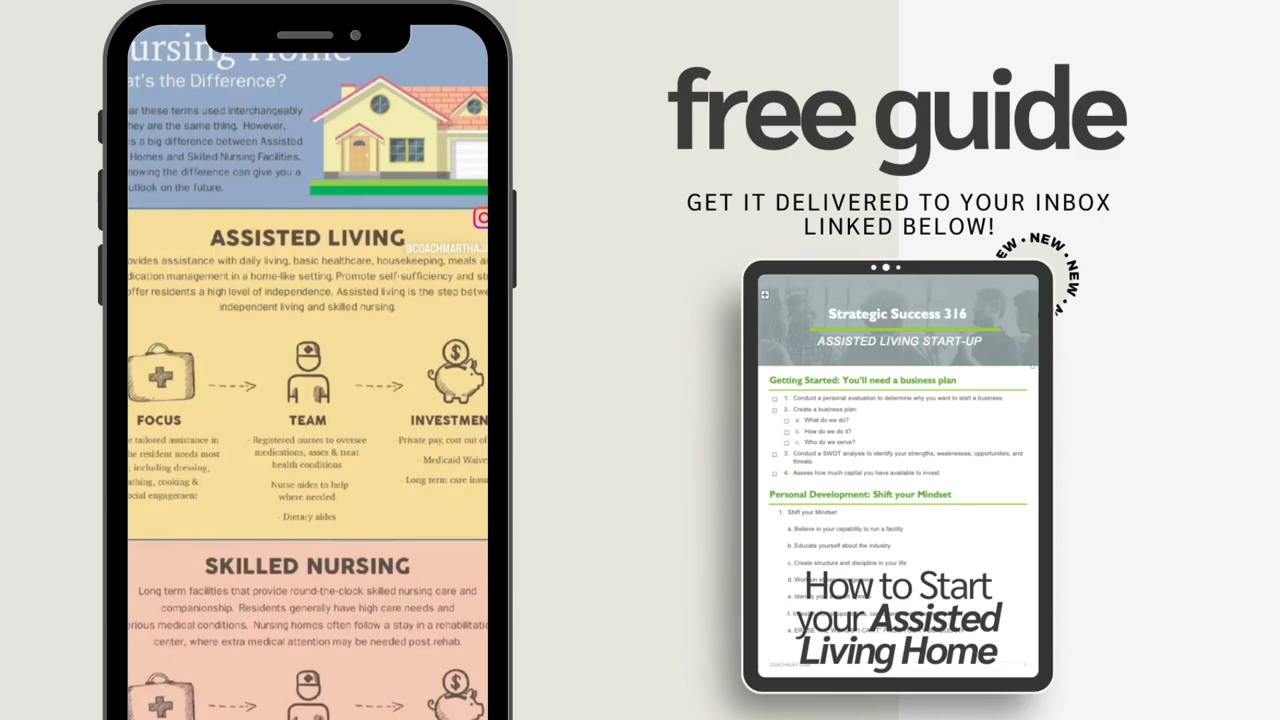 ursing Home
at's the Difference?
ar these terms used interchangeably
hey are the same thing. However,
s a big difference between Assisted
Homes and Skilled Nursing Facilities.
nowing the difference can give you a
utlook on the future.
ASSISTED LIVING
@COACHMARTHAJA
ovides assistance with daily living, basic healthcare, housekeeping, meals a
dication management in a home-like setting. Promote self-sufficiency and st
offer residents a high level of independence. Assisted living is the step betwe
independent living and skilled nursing.
FOCUS
e tailored assistance in
he resident needs most
; including dressing,
athing, cooking &
ocial engagement
TEAM
- Registered nurses to oversee
medications, asses & treat
health conditions
Nurse aides to help
where needed
- Dietary aides
INVESTMEN
- Private pay, cost out of
- Medicaid Waive
- Long term care insu
SKILLED NURSING
Long term facilities that provide round-the-clock skilled nursing care and
companionship. Residents generally have high care needs and
erious medical conditions. Nursing homes often follow a stay in a rehabilitatic
center, where extra medical attention may be needed post rehab.
free guide
GET IT DELIVERED TO YOUR INBOX
LINKED BELOW!
EW • NEW • NEW •
Strategic Success 316
ASSISTED LIVING START-UP
Getting Started: You'll need a business plan
1. Conduct a personal evaluation to determine why you want to start a business.
2. Create a business plan:
a. What do we do?
b. How do we do it?
c. Who do we serve?
3. Conduct a SWOT analysis to identify your strengths, weaknesses, opportunities, and
threats.
4. Assess how much capital you have available to invest.
Personal Development: Shift your Mindset
1. Shift your Mindset
a. Believe in your capability to run a facility
b. Educate yourself about the industry
c. Create structure and discipline in your life
How to Start
your Assisted
Living Home